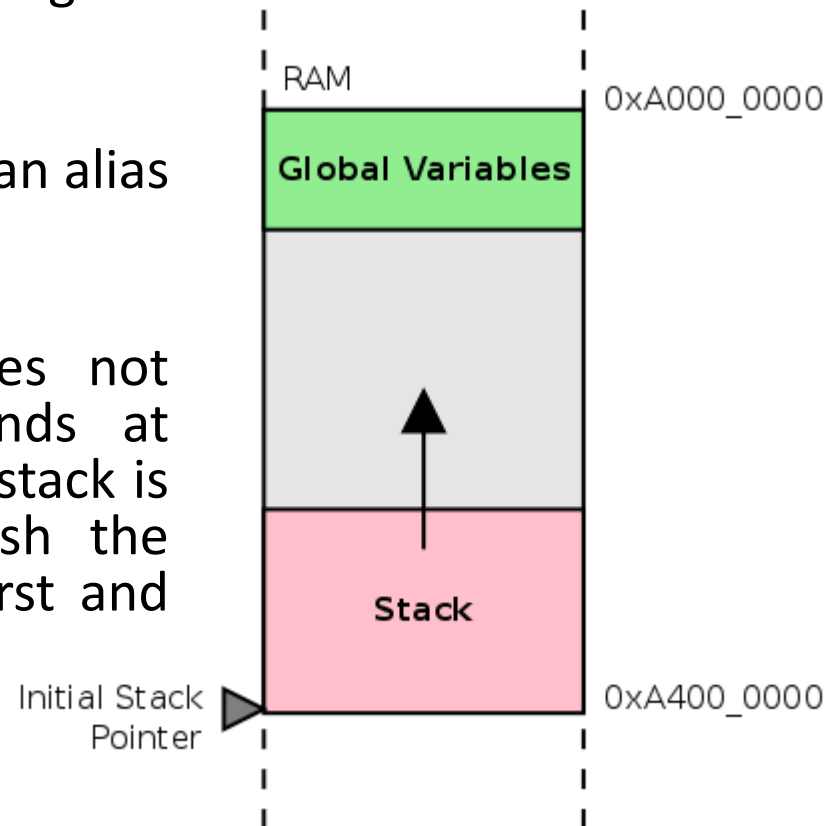 g
RAM
0xA000_0000
an alias
Global Variables
es not
nds at
stack is
sh the
rst and
Stack
Initial Stack
Pointer
0xA400_0000